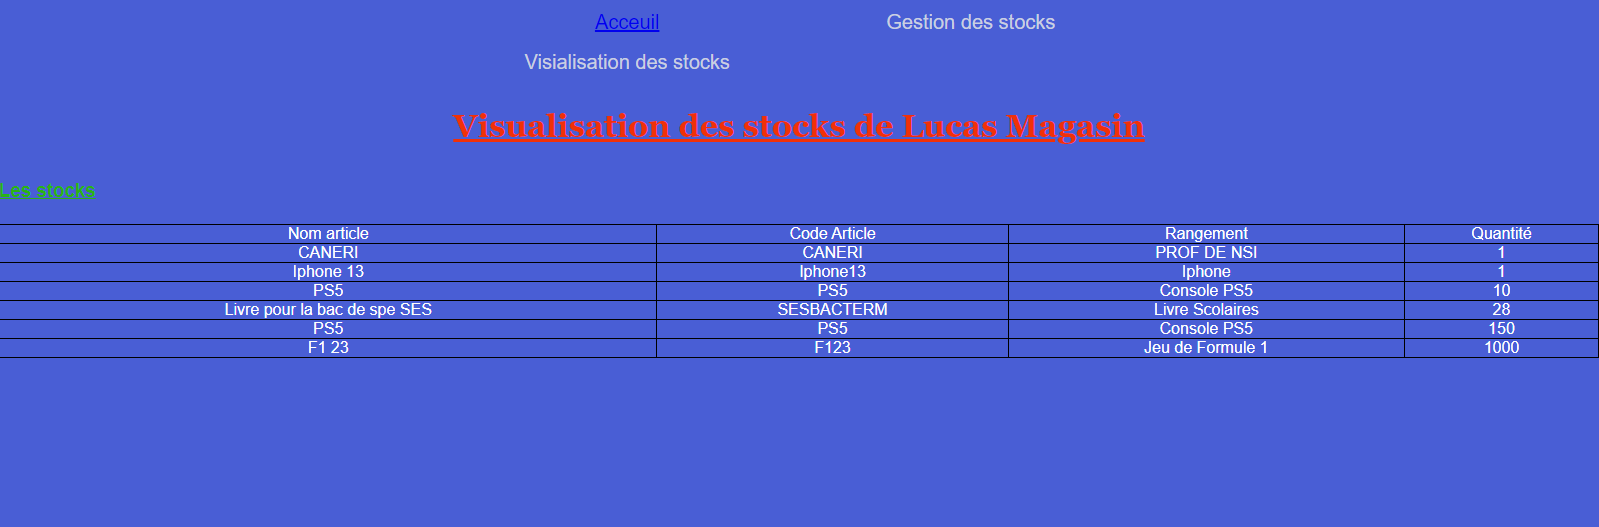 Acceuil Gestion des stocks
Visialisation des stocks
Visualisation des stocks de Lucas Magasin
Les stocks
Nom article Code Article Rangement Quantité
CANERI CANERI PROF DE NSI 1
Iphone 13 Iphone13 Iphone 1
PS5 PS5 Console PS5 10
Livre pour la bac de spe SES SESBACTERM Livre Scolaires 28
PS5 PS5 Console PS5 150
F1 23 F123 Jeu de Formule 1 1000